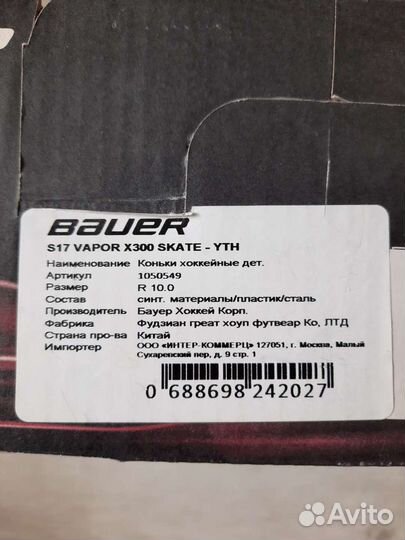 BAUER
S17 VAPOR X300 SKATE - YTH
Наименование Коньки хоккейные дет.
Артикул 1050549
Размер R 10.0
Состав синт. материалы/пластик/сталь
Производитель Бауер Хоккей Корп.
Фабрика Фудзиан греат хоуп футвеар Ко, ЛТД
Страна про-ва Китай
Импортер ООО «ИНТЕР-КОММЕРЦ» 127051, г. Москва, Малый
Сухаревский пер, д. 9 стр. 1
0 688698 242027
Avito